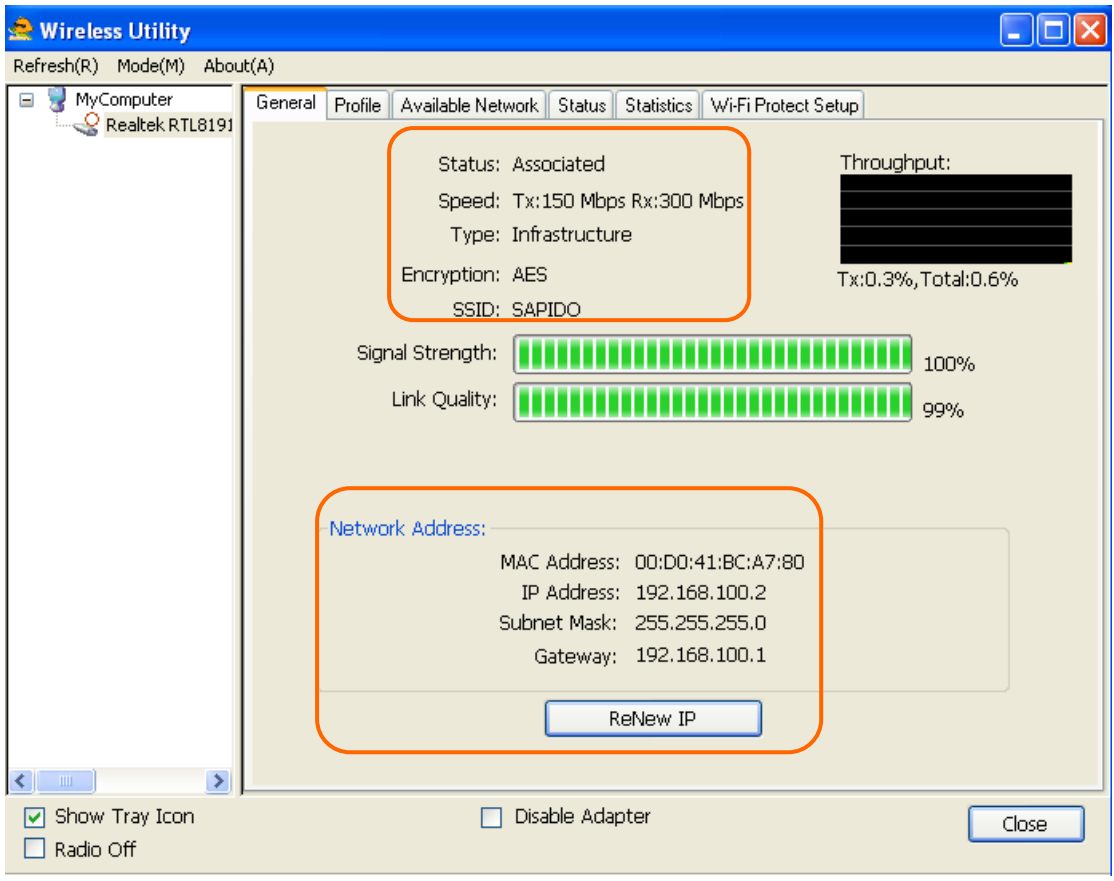 Wireless Utility
Refresh(R) Mode(M) About(A)
MyComputer
Realtek RTL8191
General Profile Available Network Status Statistics Wi-Fi Protect Setup
Status: Associated
Speed: Tx:150 Mbps Rx:300 Mbps
Type: Infrastructure
Encryption: AES
SSID: SAPIDO
Throughput:
Tx:0.3%,Total:0.6%
Signal Strength: 100%
Link Quality: 99%
Network Address:
MAC Address: 00:D0:41:BC:A7:80
IP Address: 192.168.100.2
Subnet Mask: 255.255.255.0
Gateway: 192.168.100.1
ReNew IP
Show Tray Icon
Radio Off
Disable Adapter
Close